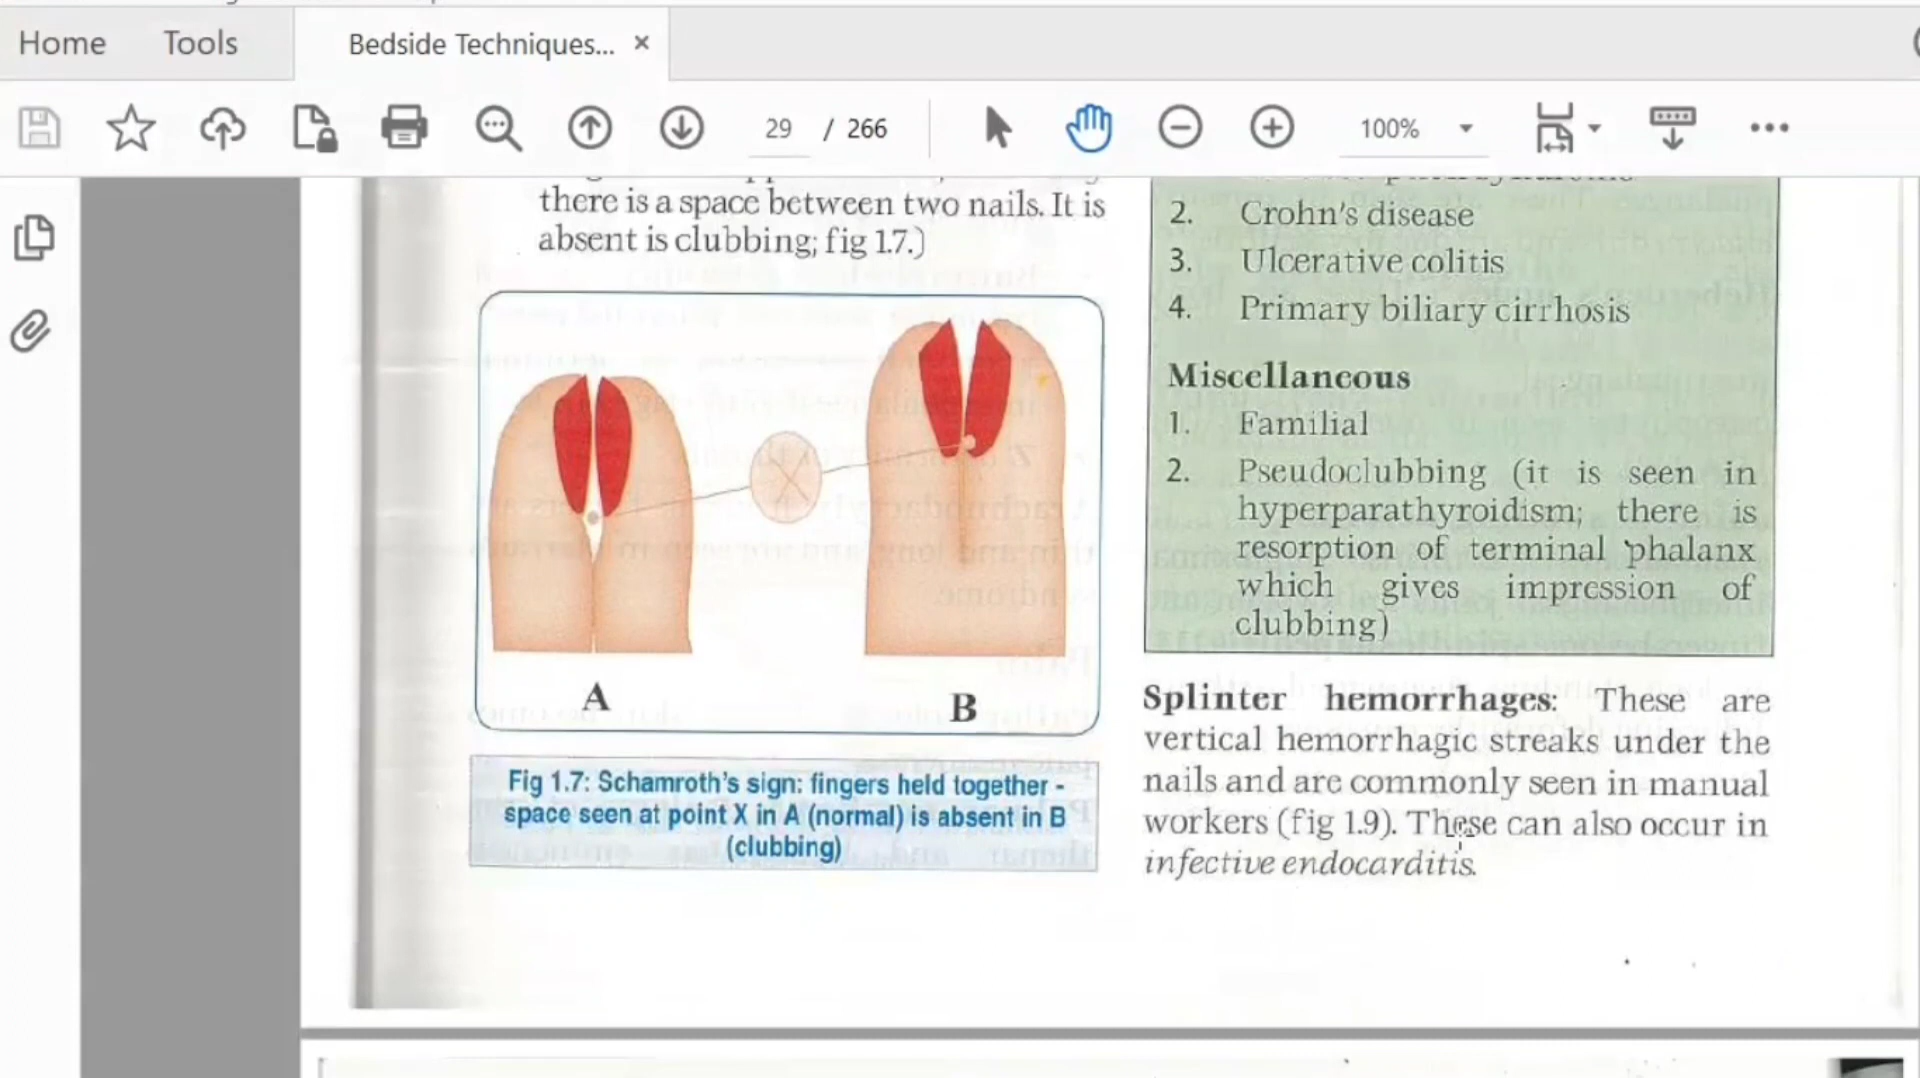 Home Tools Bedside Techniques... ×
29 / 266 100%
there is a space between two nails. It is
absent is clubbing; fig 1.7.)
X
A
B
Fig 1.7: Schamroth's sign: fingers held together -
space seen at point X in A (normal) is absent in B
(clubbing)
2. Crohn's disease
3. Ulcerative colitis
4. Primary biliary cirrhosis
Miscellaneous
1. Familial
2. Pseudoclubbing (it is seen in
hyperparathyroidism; there is
resorption of terminal phalanx
which gives impression of
clubbing)
Splinter hemorrhages: These are
vertical hemorrhagic streaks under the
nails and are commonly seen in manual
workers (fig 1.9). These can also occur in
infective endocarditis.